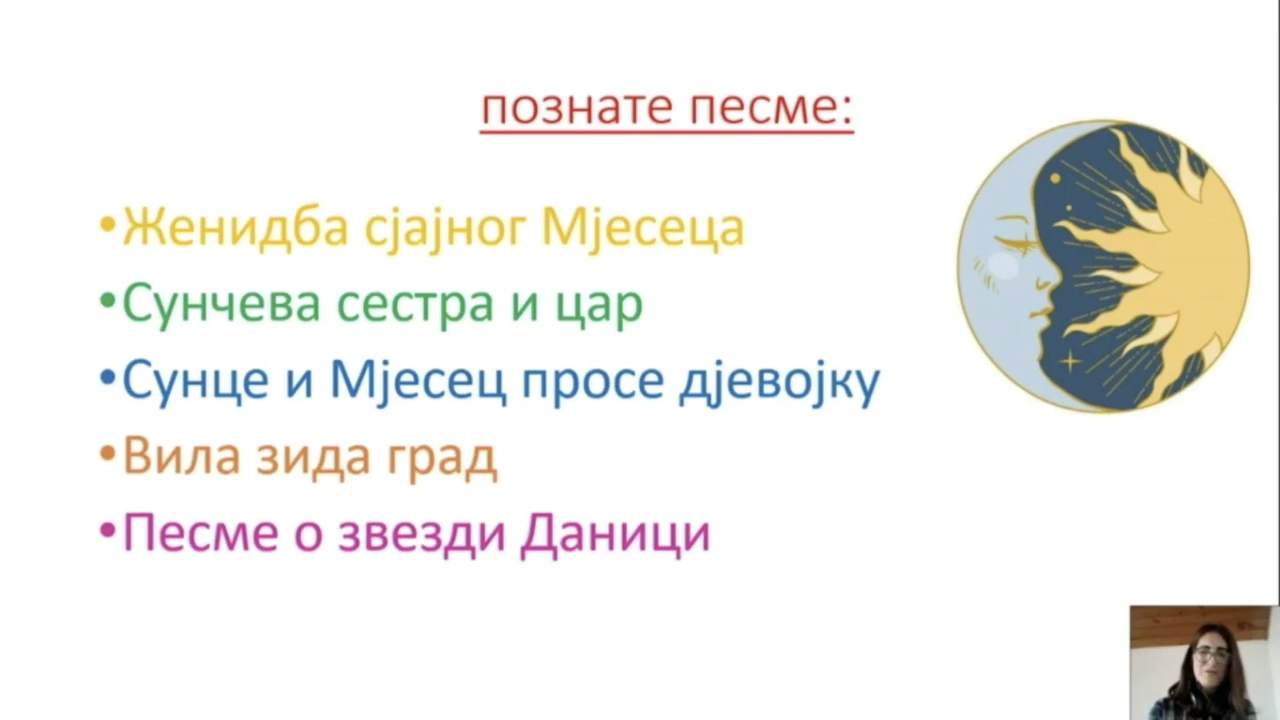 познате песме:
•Женидба сјајног Мјесеца
•Сунчева сестра и цар
•Сунце и Мјесец просе дјевојку
•Вила зида град
•Песме о звезди Даници